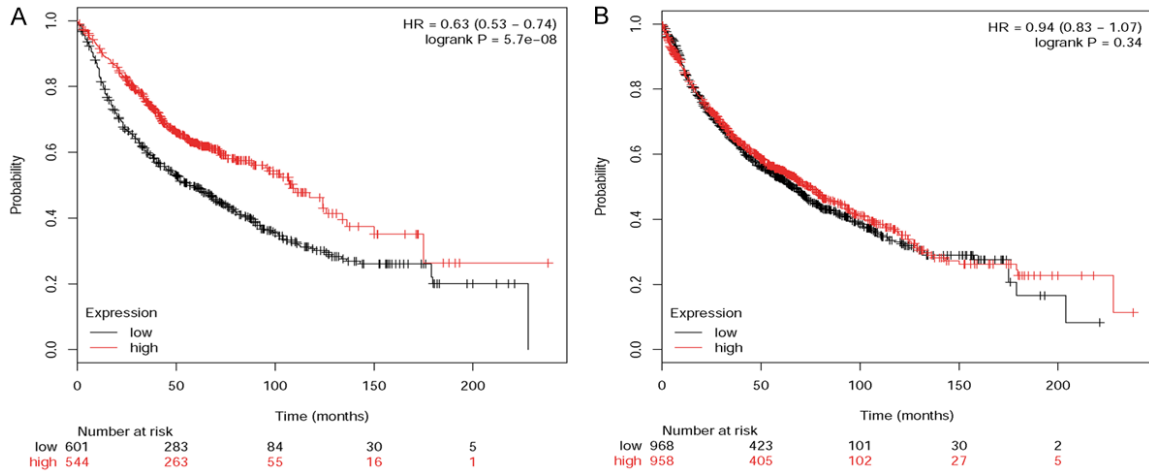 A
HR = 0.63 (0.53 − 0.74)
logrank P = 5.7e−08
Probability
1.0
0.8
0.6
0.4
0.2
0.0
Expression
low
high
0 50 100 150 200
Time (months)
Number at risk
low 601 283 84 30 5
high 544 263 55 16 1
B
HR = 0.94 (0.83 − 1.07)
logrank P = 0.34
Probability
1.0
0.8
0.6
0.4
0.2
0.0
Expression
low
high
0 50 100 150 200
Time (months)
Number at risk
low 968 423 101 30 2
high 958 405 102 27 5